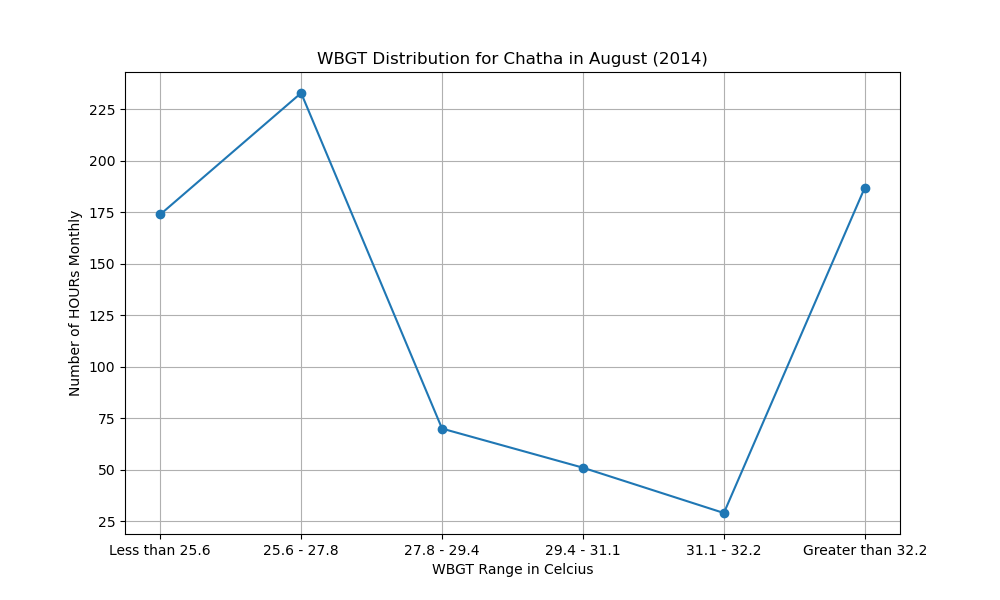 WBGT Distribution for Chatha in August (2014)
Number of HOURs Monthly
225
200
175
150
125
100
75
50
25
Less than 25.6 25.6 - 27.8 27.8 - 29.4 29.4 - 31.1 31.1 - 32.2 Greater than 32.2
WBGT Range in Celcius